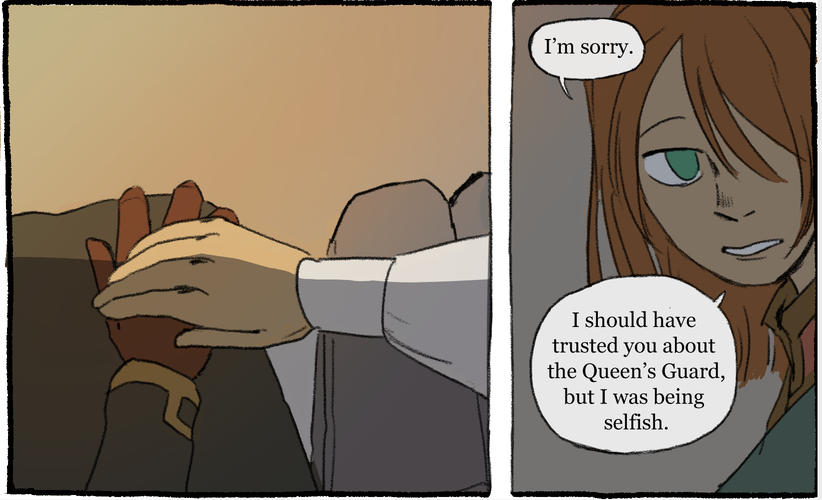 I’m sorry.
I should have
trusted you about
the Queen’s Guard,
but I was being
selfish.